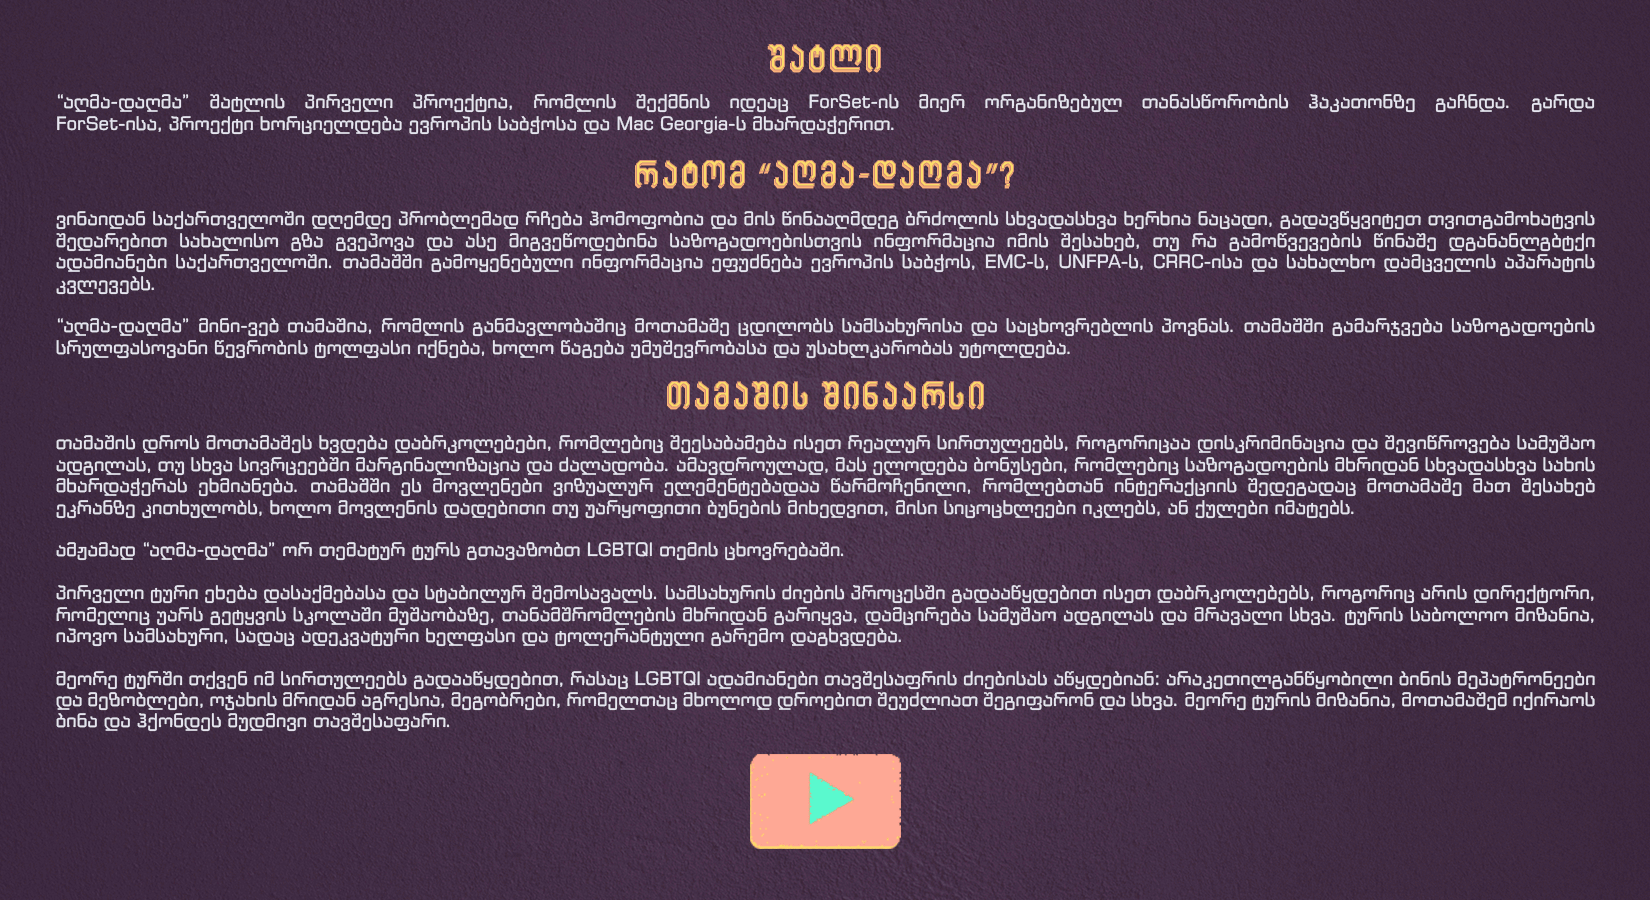 შატლი
“აღმა-დაღმა” შატლის პირველი პროექტია, რომლის შექმნის იდეაც ForSet-ის მიერ ორგანიზებულ თანასწორობის ჰაკათონზე გაჩნდა. გარდა
ForSet-ისა, პროექტი ხორციელდება ევროპის საბჭოსა და Mac Georgia-ს მხარდაჭერით.
რატომ “აღმა-დაღმა”?
ვინაიდან საქართველოში დღემდე პრობლემად რჩება ჰომოფობია და მის წინააღმდეგ ბრძოლის სხვადასხვა ხერხია ნაცადი, გადავწყვიტეთ თვითგამოხატვის
შედარებით სახალისო გზა გვეპოვა და ასე მიგვეწოდებინა საზოგადოებისთვის ინფორმაცია იმის შესახებ, თუ რა გამოწვევების წინაშე დგანანლგბტქი
ადამიანები საქართველოში. თამაშში გამოყენებული ინფორმაცია ეფუძნება ევროპის საბჭოს, EMC-ს, UNFPA-ს, CRRC-ისა და სახალხო დამცველის აპარატის
კვლევებს.
“აღმა-დაღმა” მინი-ვებ თამაშია, რომლის განმავლობაშიც მოთამაშე ცდილობს სამსახურისა და საცხოვრებლის პოვნას. თამაშში გამარჯვება საზოგადოების
სრულფასოვანი წევრობის ტოლფასი იქნება, ხოლო წაგება უმუშევრობასა და უსახლკარობას უტოლდება.
თამაშის შინაარსი
თამაშის დროს მოთამაშეს ხვდება დაბრკოლებები, რომლებიც შეესაბამება ისეთ რეალურ სირთულეებს, როგორიცაა დისკრიმინაცია და შევიწროვება სამუშაო
ადგილას, თუ სხვა სივრცეებში მარგინალიზაცია და ძალადობა. ამავდროულად, მას ელოდება ბონუსები, რომლებიც საზოგადოების მხრიდან სხვადასხვა სახის
მხარდაჭერას ეხმიანება. თამაშში ეს მოვლენები ვიზუალურ ელემენტებადაა წარმოჩენილი, რომლებთან ინტერაქციის შედეგადაც მოთამაშე მათ შესახებ
ეკრანზე კითხულობს, ხოლო მოვლენის დადებითი თუ უარყოფითი ბუნების მიხედვით, მისი სიცოცხლეები იკლებს, ან ქულები იმატებს.
ამჟამად “აღმა-დაღმა” ორ თემატურ ტურს გთავაზობთ LGBTQI თემის ცხოვრებაში.
პირველი ტური ეხება დასაქმებასა და სტაბილურ შემოსავალს. სამსახურის ძიების პროცესში გადააწყდებით ისეთ დაბრკოლებებს, როგორიც არის დირექტორი,
რომელიც უარს გეტყვის სკოლაში მუშაობაზე, თანამშრომლების მხრიდან გარიყვა, დამცირება სამუშაო ადგილას და მრავალი სხვა. ტურის საბოლოო მიზანია,
იპოვო სამსახური, სადაც ადეკვატური ხელფასი და ტოლერანტული გარემო დაგხვდება.
მეორე ტურში თქვენ იმ სირთულეებს გადააწყდებით, რასაც LGBTQI ადამიანები თავშესაფრის ძიებისას აწყდებიან: არაკეთილგანწყობილი ბინის მეპატრონეები
და მეზობლები, ოჯახის მრიდან აგრესია, მეგობრები, რომელთაც მხოლოდ დროებით შეუძლიათ შეგიფარონ და სხვა. მეორე ტურის მიზანია, მოთამაშემ იქირაოს
ბინა და ჰქონდეს მუდმივი თავშესაფარი.